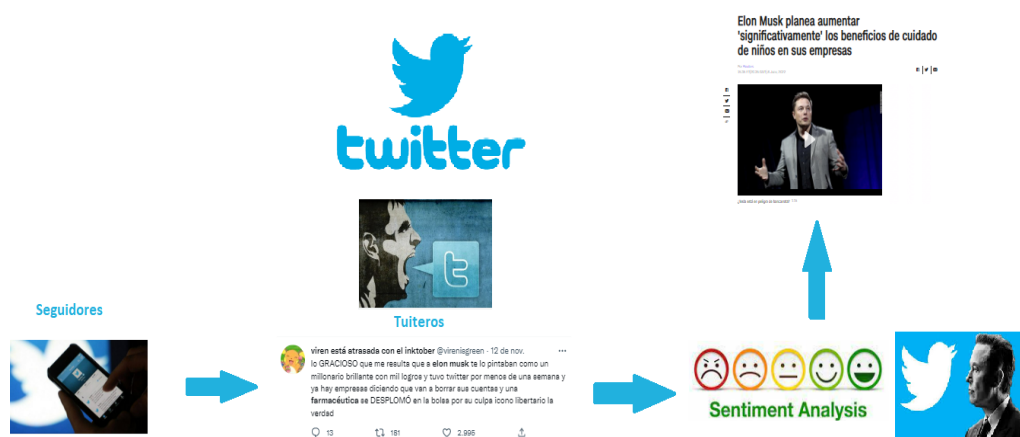 Elon Musk planea aumentar
'significativamente' los beneficios de cuidado
de niños en sus empresas
twitter
Seguidores
Tuiteros
viren está atrasada con el inktober @virenisgreen · 12 de nov.
lo GRACIOSO que me resulta que a elon musk te lo pintaban como un
millonario brillante con mil logros y tuvo twitter por menos de una semana y
ya hay empresas diciendo que van a borrar sus cuentas y una
farmacéutica se DESPLOMÓ en la bolsa por su culpa icono libertario la
verdad
13 181 2.996
Sentiment Analysis